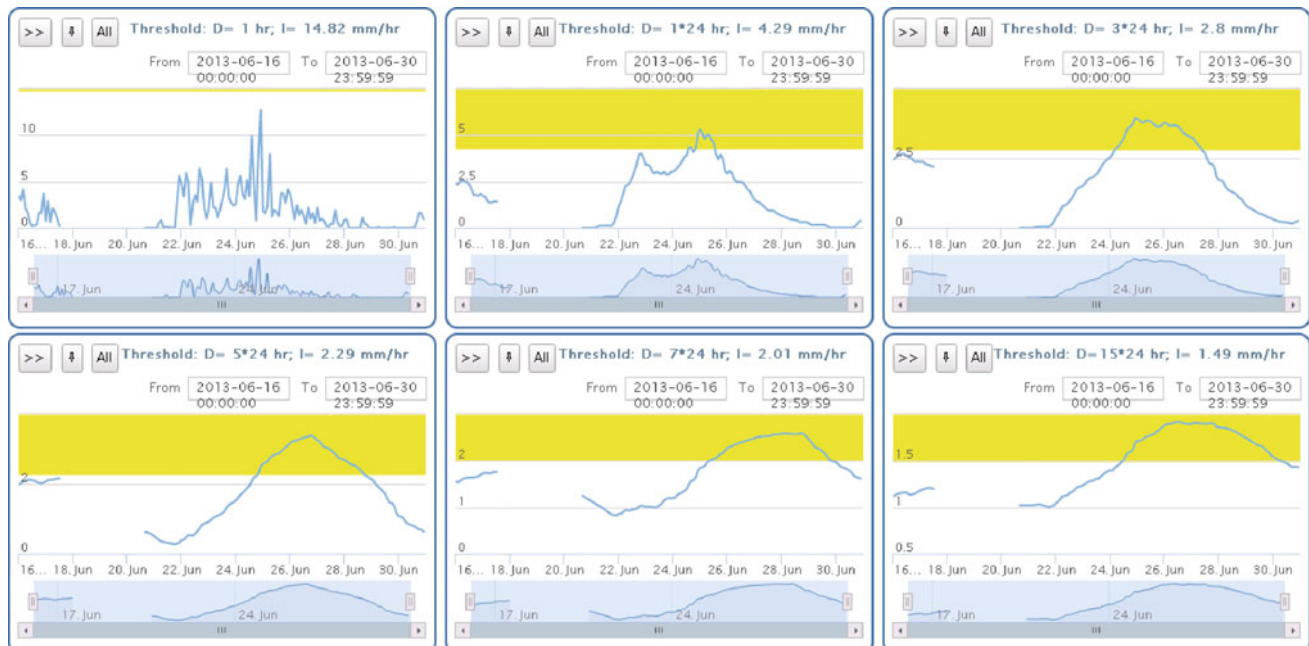 >> All Threshold: D= 1 hr; I= 14.82 mm/hr
From 2013-06-16 To 2013-06-30
00:00:00 23:59:59
10
5
0
16... 18. Jun 20. Jun 22. Jun 24. Jun 26. Jun 28. Jun 30. Jun
17. Jun 24. Jun
>> All Threshold: D= 1*24 hr; I= 4.29 mm/hr
From 2013-06-16 To 2013-06-30
00:00:00 23:59:59
5
2.5
0
16... 18. Jun 20. Jun 22. Jun 24. Jun 26. Jun 28. Jun 30. Jun
17. Jun 24. Jun
>> All Threshold: D= 3*24 hr; I= 2.8 mm/hr
From 2013-06-16 To 2013-06-30
00:00:00 23:59:59
2.5
0
16... 18. Jun 20. Jun 22. Jun 24. Jun 26. Jun 28. Jun 30. Jun
17. Jun 24. Jun
>> All Threshold: D= 5*24 hr; I= 2.29 mm/hr
From 2013-06-16 To 2013-06-30
00:00:00 23:59:59
2
0
16... 18. Jun 20. Jun 22. Jun 24. Jun 26. Jun 28. Jun 30. Jun
17. Jun 24. Jun
>> All Threshold: D= 7*24 hr; I= 2.01 mm/hr
From 2013-06-16 To 2013-06-30
00:00:00 23:59:59
2
1
0
16... 18. Jun 20. Jun 22. Jun 24. Jun 26. Jun 28. Jun 30. Jun
17. Jun 24. Jun
>> All Threshold: D=15*24 hr; I= 1.49 mm/hr
From 2013-06-16 To 2013-06-30
00:00:00 23:59:59
1.5
1
0.5
16... 18. Jun 20. Jun 22. Jun 24. Jun 26. Jun 28. Jun 30. Jun
17. Jun 24. Jun